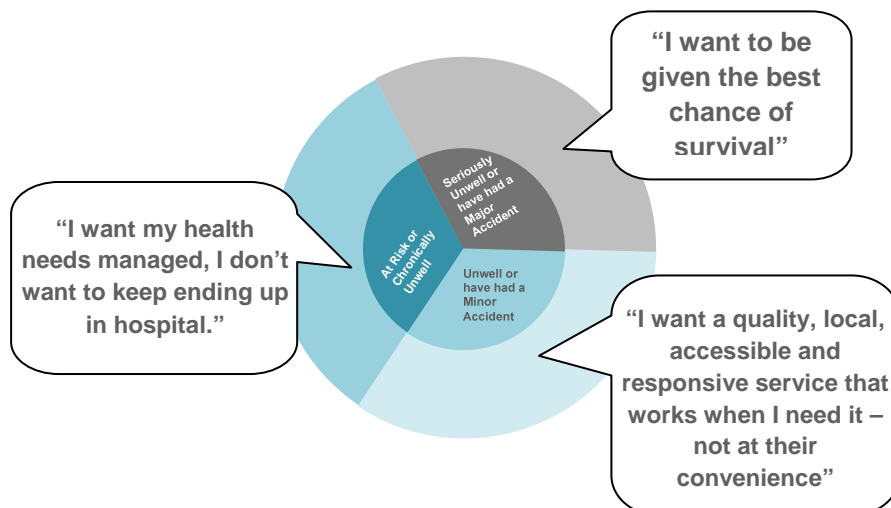 “I want to be
given the best
chance of
survival”
Seriously
Unwell or
have had a
Major
Accident
“I want my health
needs managed, I don’t
want to keep ending up
in hospital.”
At Risk or
Chronically
Unwell
Unwell or
have had a
Minor
Accident
“I want a quality, local,
accessible and
responsive service that
works when I need it –
not at their
convenience”